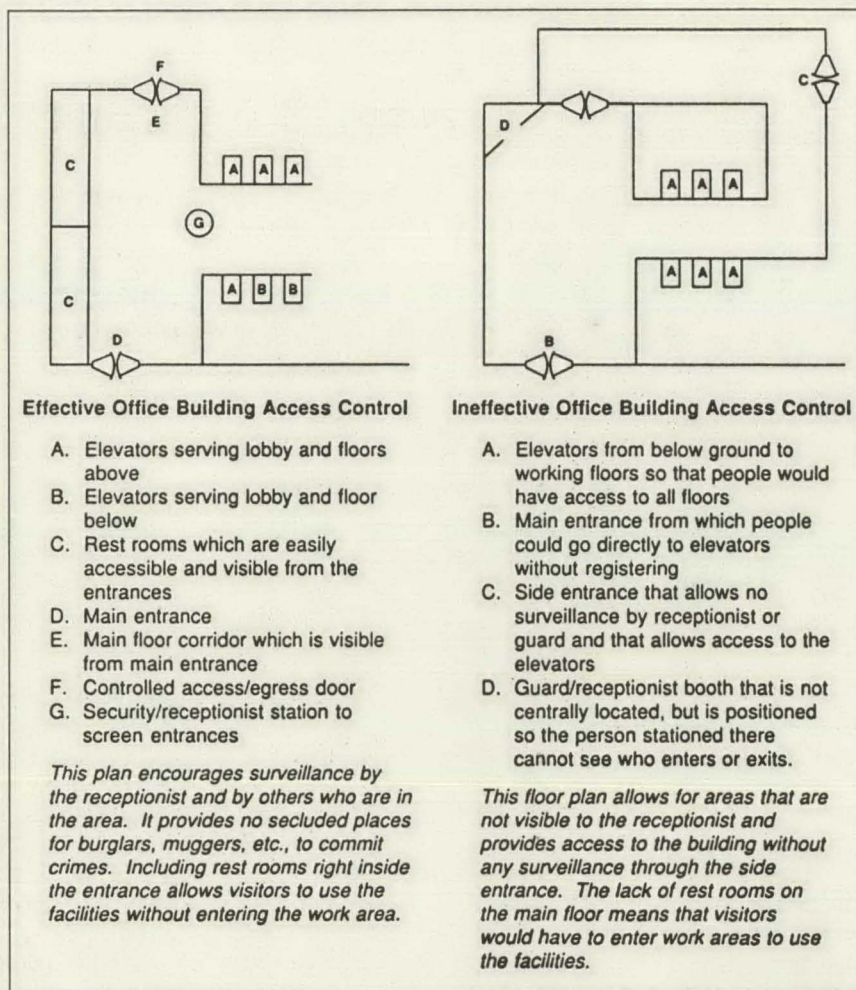 F
E
C
A A A
G
C
A B B
D
Effective Office Building Access Control
A. Elevators serving lobby and floors
above
B. Elevators serving lobby and floor
below
C. Rest rooms which are easily
accessible and visible from the
entrances
D. Main entrance
E. Main floor corridor which is visible
from main entrance
F. Controlled access/egress door
G. Security/receptionist station to
screen entrances
This plan encourages surveillance by
the receptionist and by others who are in
the area. It provides no secluded places
for burglars, muggers, etc., to commit
crimes. Including rest rooms right inside
the entrance allows visitors to use the
facilities without entering the work area.
C
D
A A A
A A A
B
Ineffective Office Building Access Control
A. Elevators from below ground to
working floors so that people would
have access to all floors
B. Main entrance from which people
could go directly to elevators
without registering
C. Side entrance that allows no
surveillance by receptionist or
guard and that allows access to the
elevators
D. Guard/receptionist booth that is not
centrally located, but is positioned
so the person stationed there
cannot see who enters or exits.
This floor plan allows for areas that are
not visible to the receptionist and
provides access to the building without
any surveillance through the side
entrance. The lack of rest rooms on
the main floor means that visitors
would have to enter work areas to use
the facilities.